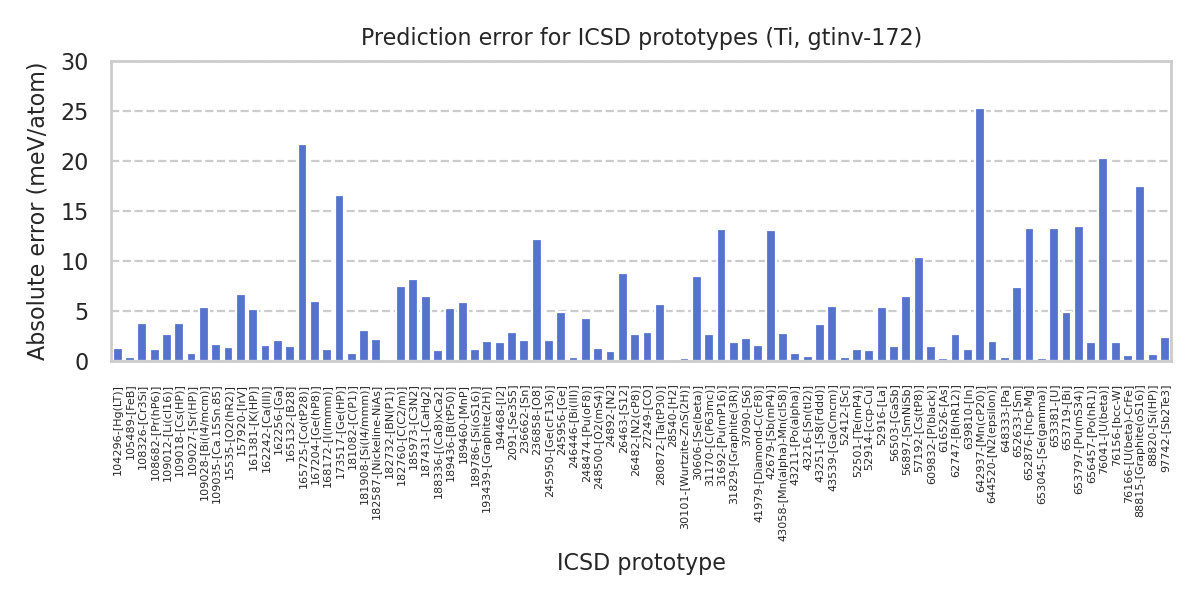 Prediction error for ICSD prototypes (Ti, gtinv-172)
Absolute error (meV/atom)
30
25
20
15
10
5
0
104296-[Hg(LT)]
105489-[FeB]
108326-[Cr3Si]
108682-[Pr(hP6)]
109012-[Li(cI16)]
109018-[Cs(HP)]
109027-[Sr(HP)]
109028-[Bi(I4/mcm)]
109035-[Ca.15Sn.85]
15535-[O2(hR2)]
157920-[IrV]
161381-[K(HP)]
162242-[Ca(III)]
162256-[Ga]
165132-[B28]
165725-[Co(tP28)]
167204-[Ge(hP8)]
168172-[I(Immm)]
173517-[Ge(HP)]
181082-[C(P1)]
181908-[Si(I4/mmm)]
182587-[Nickeline-NiAs]
182732-[BN(P1)]
182760-[C(C2/m)]
185973-[C3N2]
187431-[CaHg2]
188336-[(Ca8)xCa2]
189436-[B(tP50)]
189460-[MnP]
189786-[Si(oS16)]
193439-[Graphite(2H)]
194468-[I2]
2091-[Se3S5]
236662-[Sn]
236858-[O8]
245950-[Ge(cF136)]
245956-[Ge]
246446-[Bi(III)]
248474-[Pu(oF8)]
248500-[O2(mS4)]
24892-[N2]
26463-[S12]
26482-[N2(cP8)]
27249-[CO]
280872-[Ta(tP30)]
28540-[H2]
30101-[Wurtzite-ZnS(2H)]
30606-[Se(beta)]
31170-[C(P63mc)]
31692-[Pu(mP16)]
31829-[Graphite(3R)]
37090-[S6]
41979-[Diamond-C(cF8)]
42679-[Sb(mP4)]
43058-[Mn(alpha)-Mn(cI58)]
43211-[Po(alpha)]
43216-[Sn(tI2)]
43251-[S8(Fddd)]
43539-[Ga(Cmcm)]
52412-[Sc]
52501-[Te(mP4)]
52914-[fcc-Cu]
52916-[La]
56503-[GaSb]
56897-[SmNiSb]
57192-[Cs(tP8)]
609832-[P(black)]
616526-[As]
62747-[B(hR12)]
639810-[In]
642937-[Mn(cP20)]
644520-[N2(epsilon)]
648333-[Pa]
652633-[Sm]
652876-[hcp-Mg]
653045-[Se(gamma)]
653381-[U]
653719-[Bi]
653797-[Pu(mS34)]
656457-[Po(hR1)]
76041-[U(beta)]
76156-[bcc-W]
76166-[U(beta)-CrFe]
88815-[Graphite(oS16)]
88820-[Si(HP)]
97742-[Sb2Te3]
ICSD prototype